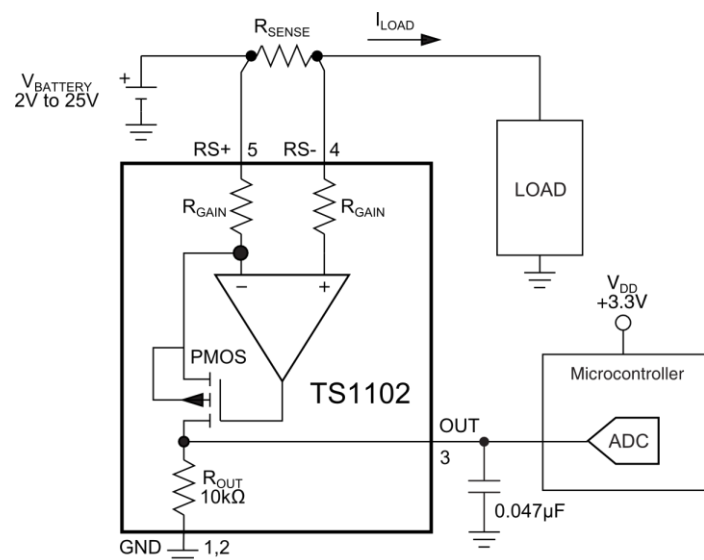 R_SENSE
I_LOAD
V_BATTERY
2V to 25V
+
RS+ 5
RS- 4
R_GAIN
R_GAIN
LOAD
− +
V_DD
+3.3V
PMOS
TS1102
Microcontroller
OUT
3
ADC
R_OUT
10kΩ
0.047µF
GND 1,2